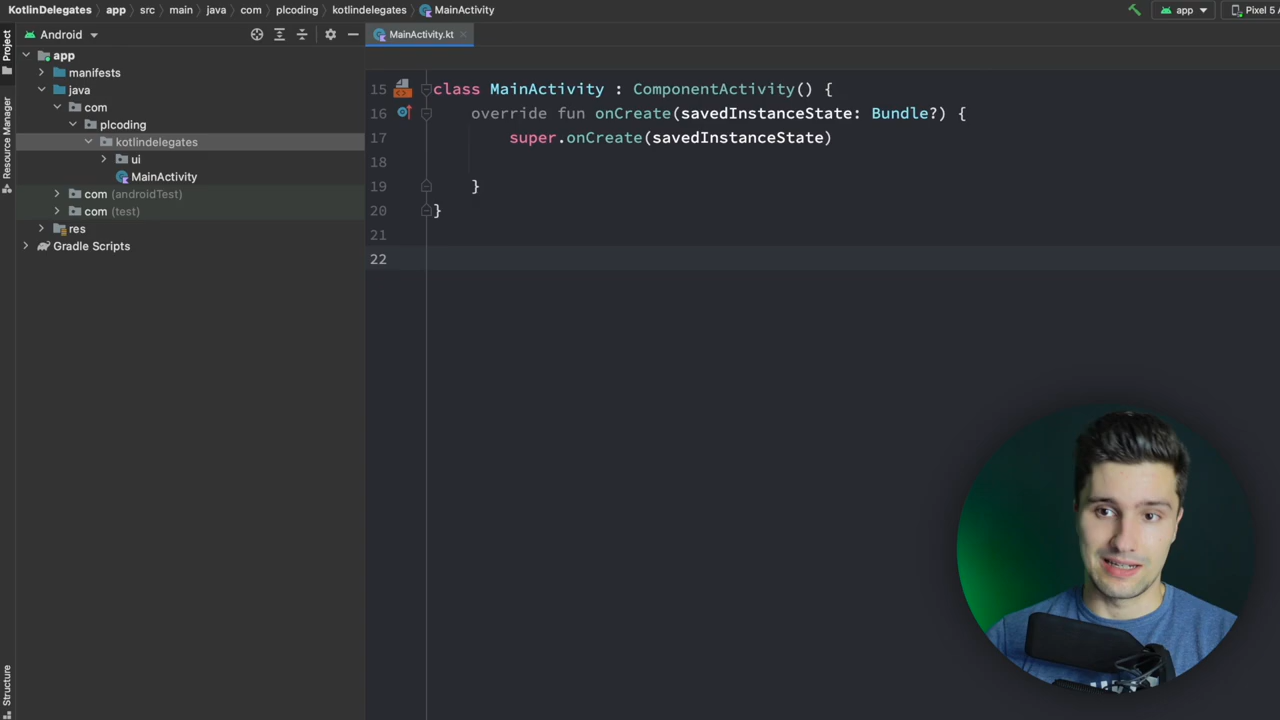 KotlinDelegates app src main java com plcoding kotlindelegates MainActivity
app Pixel 5
Project
Resource Manager
Structure
Android
app
manifests
java
com
plcoding
kotlindelegates
ui
MainActivity
com (androidTest)
com (test)
res
Gradle Scripts
MainActivity.kt
15 class MainActivity : ComponentActivity() {
16 override fun onCreate(savedInstanceState: Bundle?) {
17 super.onCreate(savedInstanceState)
18
19 }
20 }
21
22